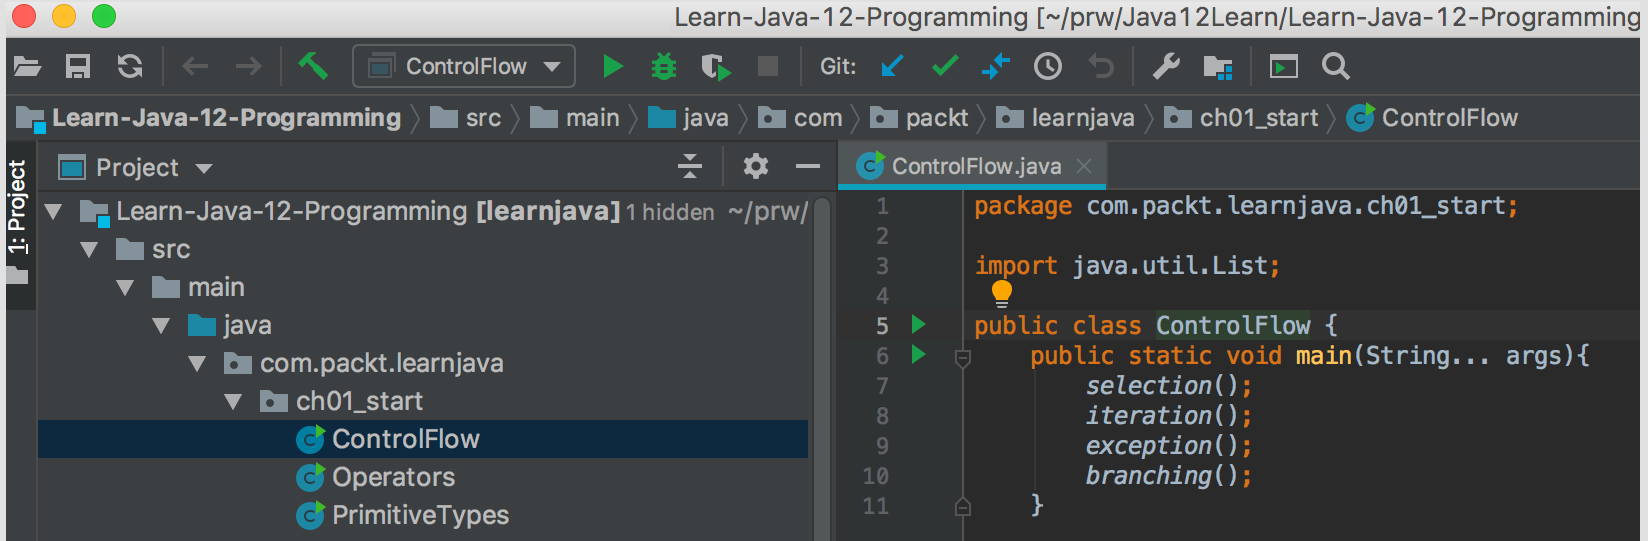 Learn-Java-12-Programming [~/prw/Java12Learn/Learn-Java-12-Programming
ControlFlow Git:
Learn-Java-12-Programming src main java com packt learnjava ch01_start ControlFlow
1: Project
Project
Learn-Java-12-Programming [learnjava] 1 hidden ~/prw/
src
main
java
com.packt.learnjava
ch01_start
ControlFlow
Operators
PrimitiveTypes
ControlFlow.java
1 package com.packt.learnjava.ch01_start;
2
3 import java.util.List;
4
5 public class ControlFlow {
6 public static void main(String... args){
7 selection();
8 iteration();
9 exception();
10 branching();
11 }